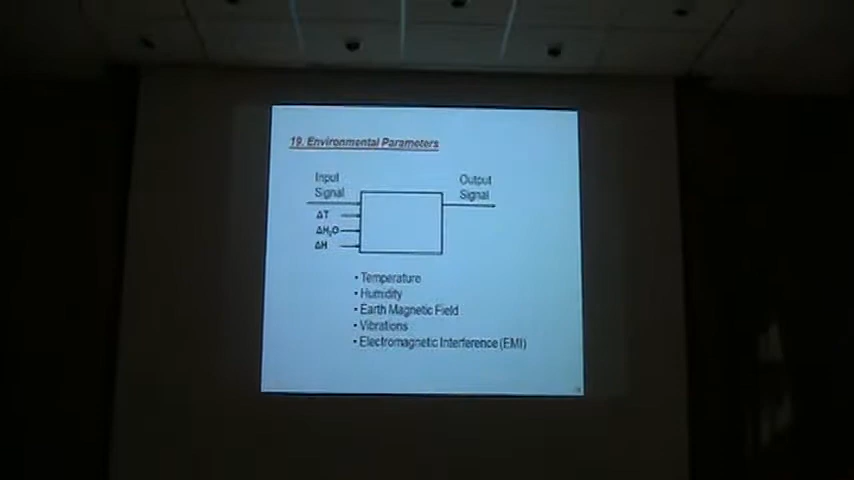 19. Environmental Parameters
Input
Signal
Output
Signal
ΔT
ΔH₂O
ΔH
• Temperature
• Humidity
• Earth Magnetic Field
• Vibrations
• Electromagnetic Interference (EMI)